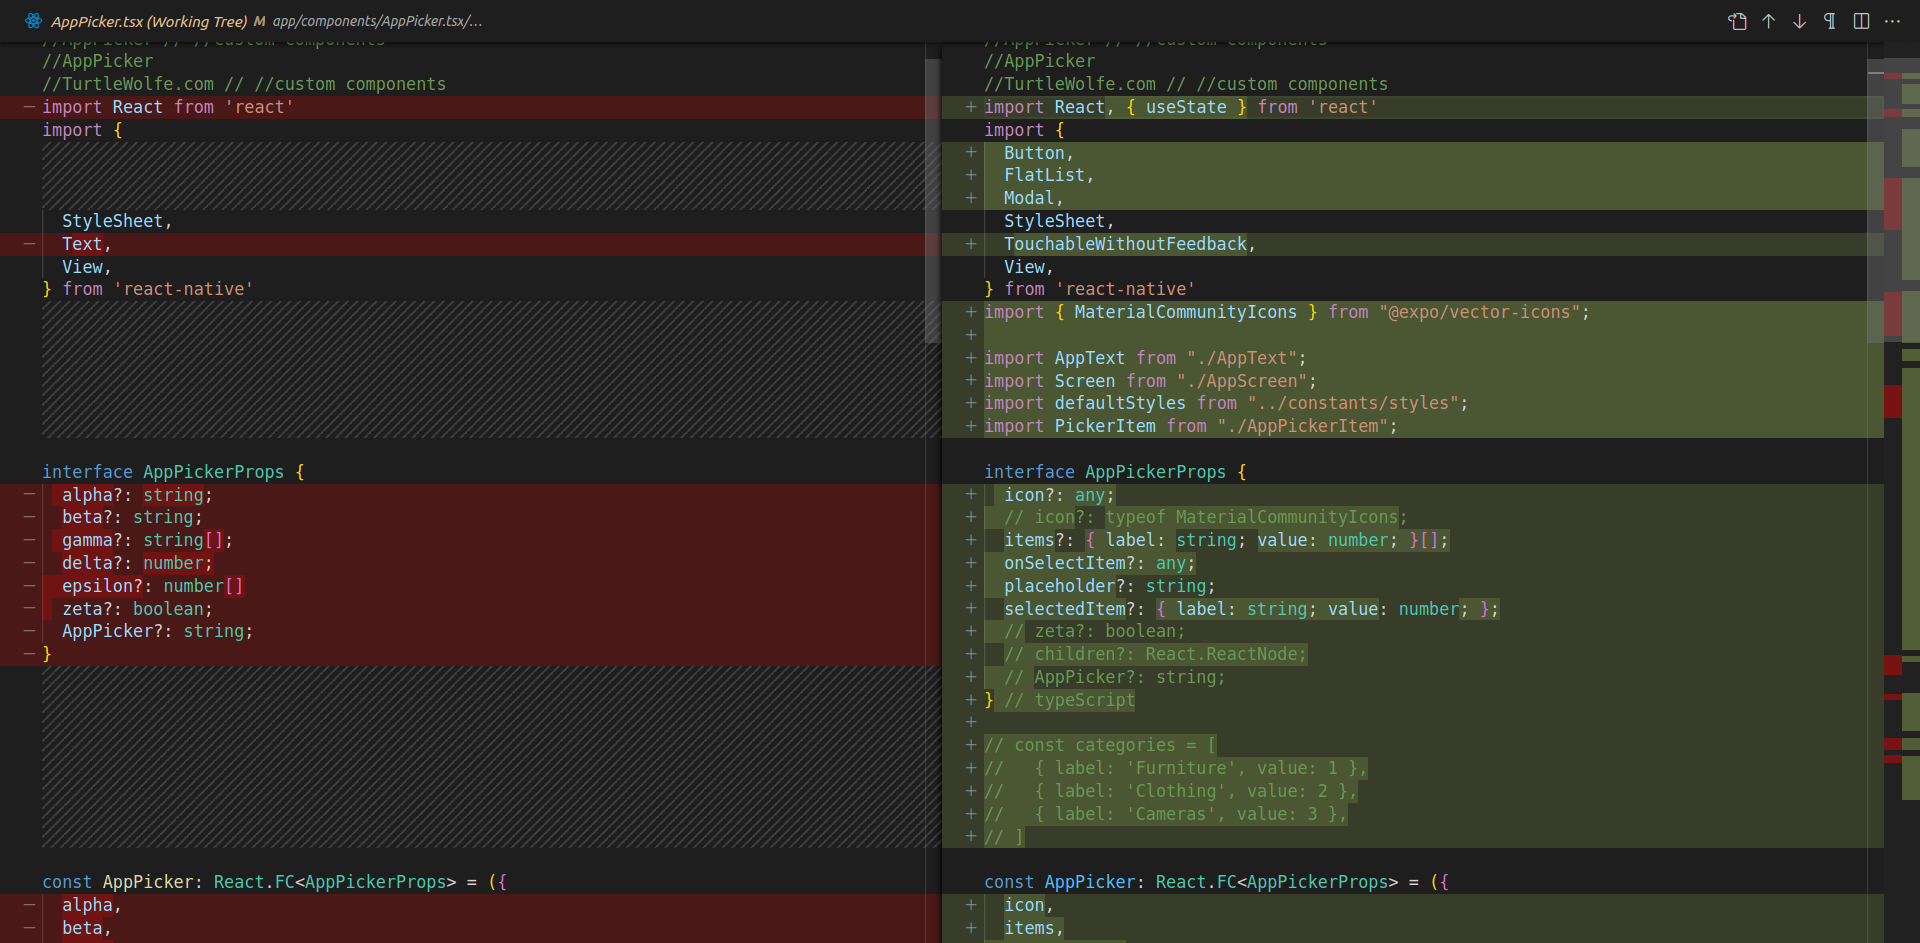 AppPicker.tsx (Working Tree) M app/components/AppPicker.tsx/...
//AppPicker // //custom components
//AppPicker
//TurtleWolfe.com // //custom components
import React from 'react'
import {
StyleSheet,
Text,
View,
} from 'react-native'
interface AppPickerProps {
alpha?: string;
beta?: string;
gamma?: string[];
delta?: number;
epsilon?: number[]
zeta?: boolean;
AppPicker?: string;
}
const AppPicker: React.FC<AppPickerProps> = ({
alpha,
beta,
//AppPicker // //custom components
//AppPicker
//TurtleWolfe.com // //custom components
import React, { useState } from 'react'
import {
Button,
FlatList,
Modal,
StyleSheet,
TouchableWithoutFeedback,
View,
} from 'react-native'
import { MaterialCommunityIcons } from "@expo/vector-icons";
import AppText from "./AppText";
import Screen from "./AppScreen";
import defaultStyles from "../constants/styles";
import PickerItem from "./AppPickerItem";
interface AppPickerProps {
icon?: any;
// icon?: typeof MaterialCommunityIcons;
items?: { label: string; value: number; }[];
onSelectItem?: any;
placeholder?: string;
selectedItem?: { label: string; value: number; };
// zeta?: boolean;
// children?: React.ReactNode;
// AppPicker?: string;
} // typeScript
// const categories = [
//   { label: 'Furniture', value: 1 },
//   { label: 'Clothing', value: 2 },
//   { label: 'Cameras', value: 3 },
// ]
const AppPicker: React.FC<AppPickerProps> = ({
icon,
items,